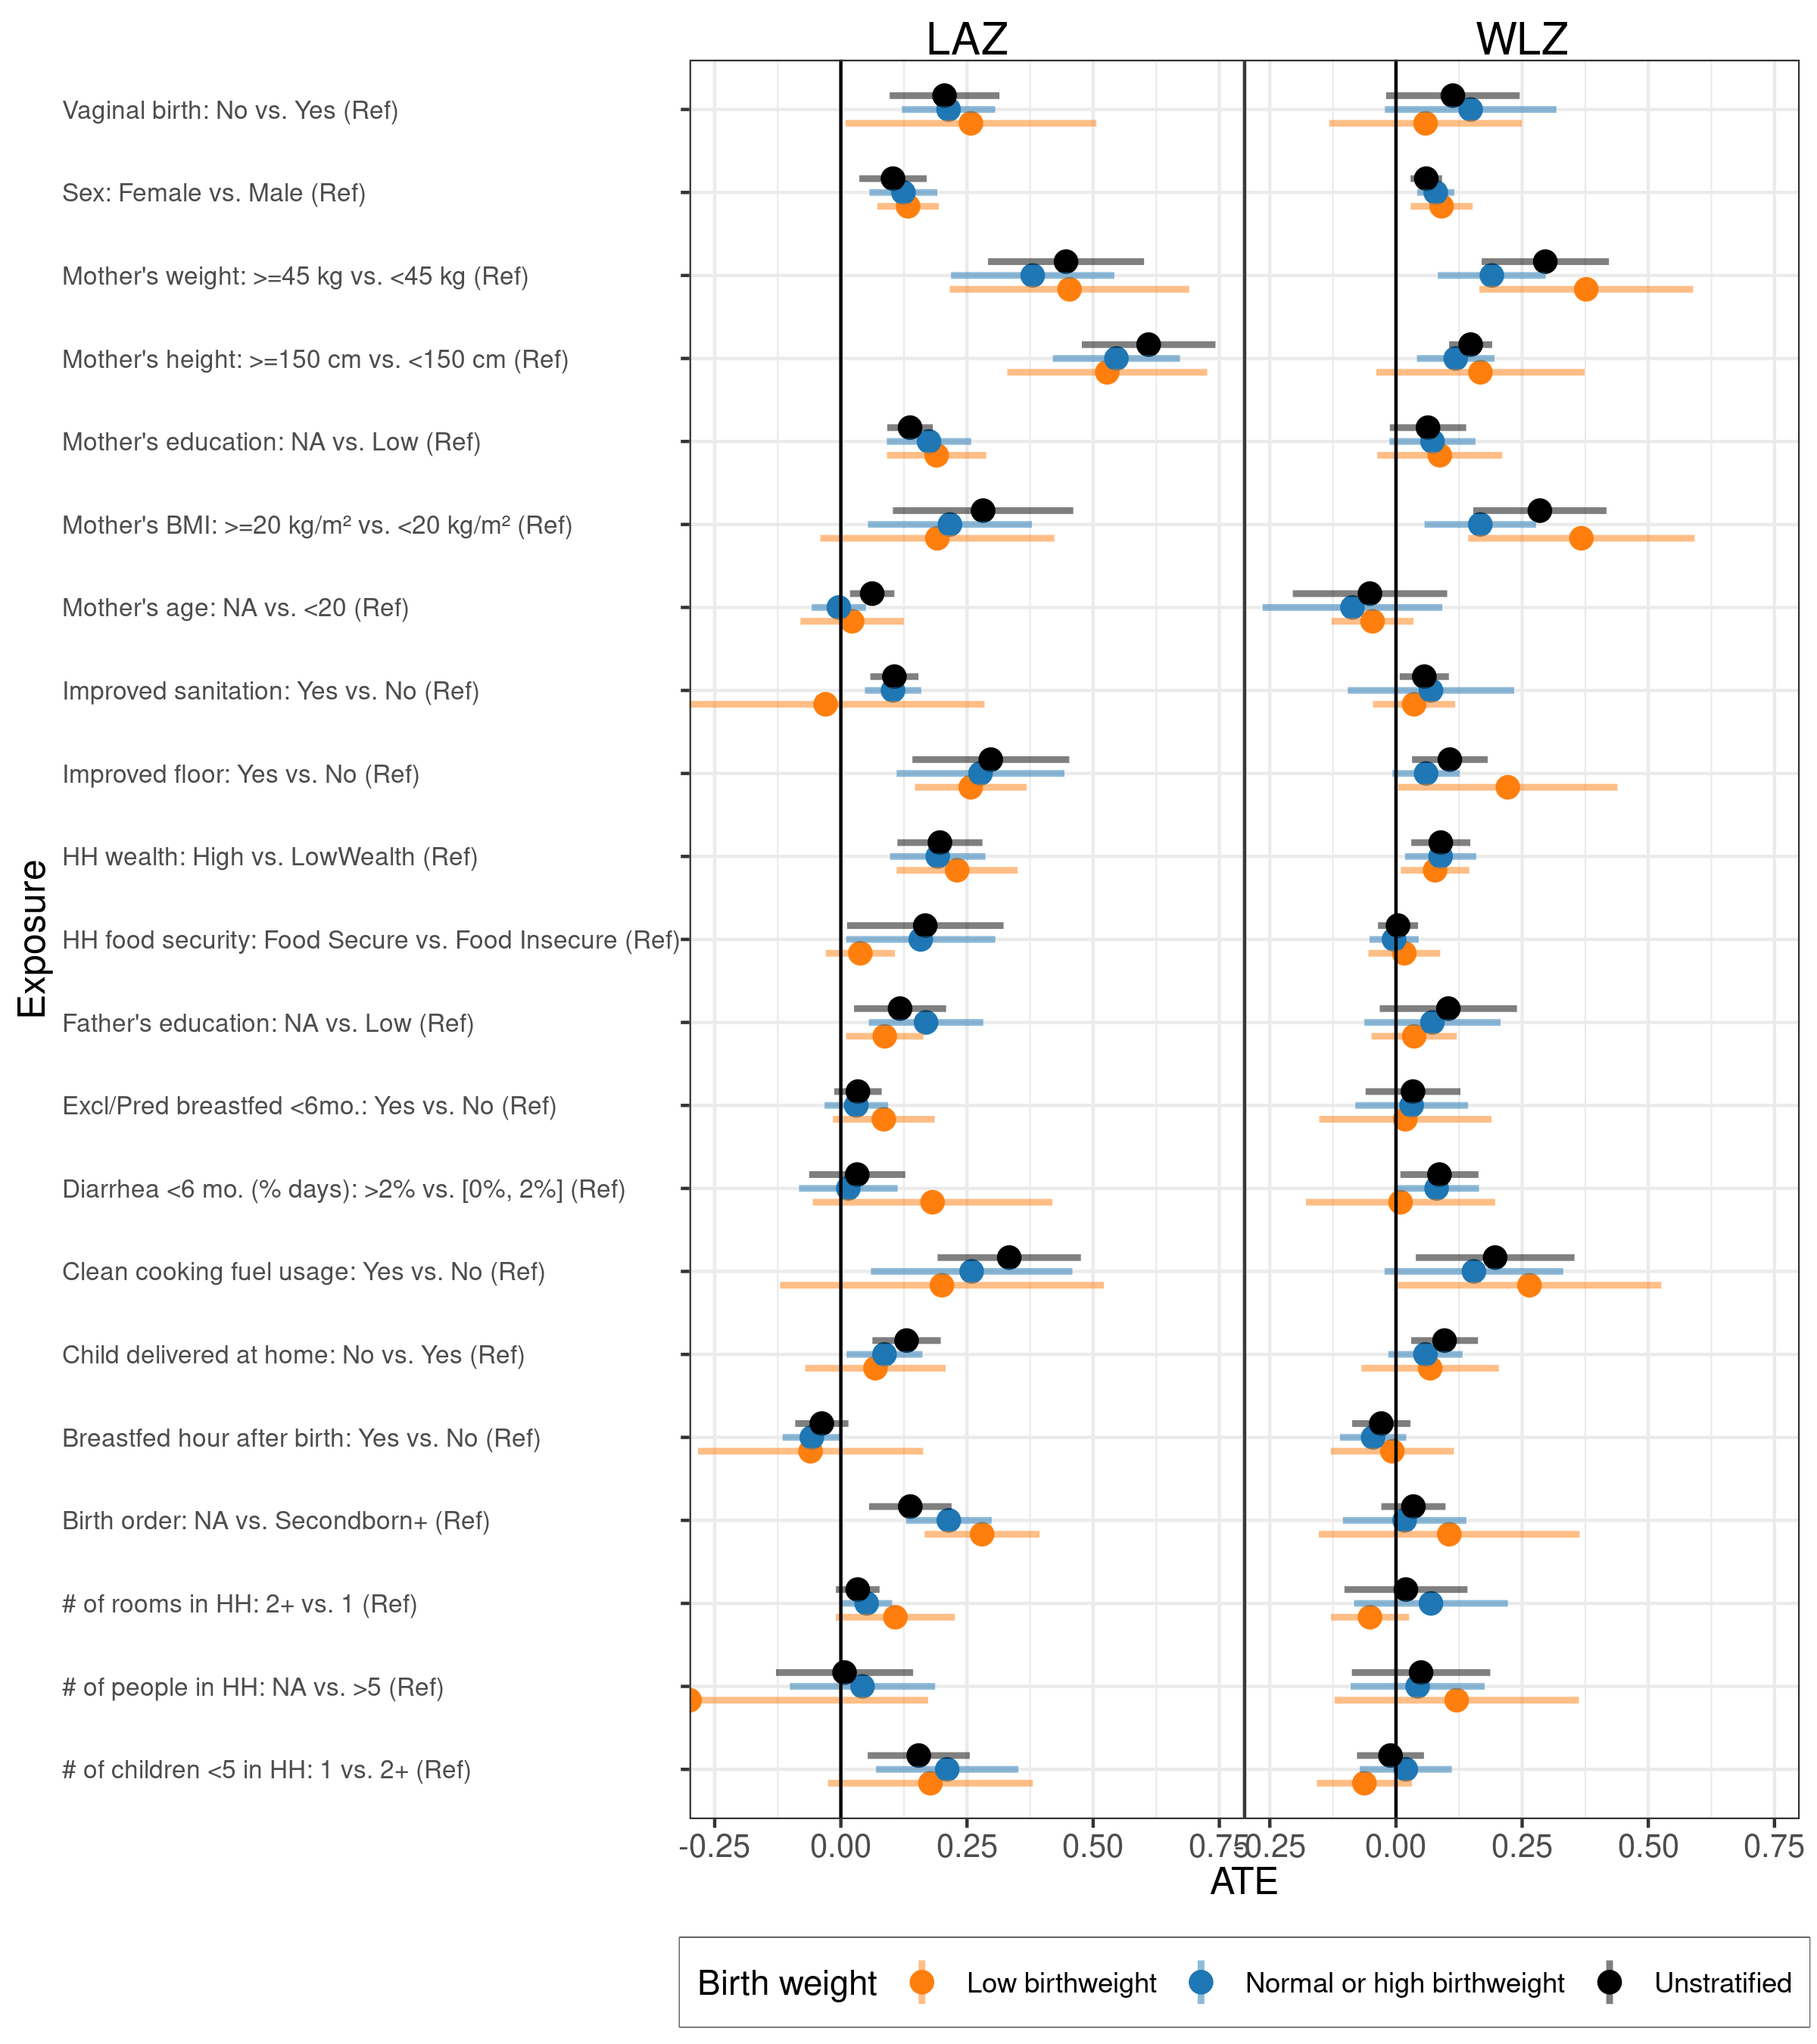 LAZ WLZ
Vaginal birth: No vs. Yes (Ref)
Sex: Female vs. Male (Ref)
Mother's weight: >=45 kg vs. <45 kg (Ref)
Mother's height: >=150 cm vs. <150 cm (Ref)
Mother's education: NA vs. Low (Ref)
Mother's BMI: >=20 kg/m² vs. <20 kg/m² (Ref)
Mother's age: NA vs. <20 (Ref)
Improved sanitation: Yes vs. No (Ref)
Improved floor: Yes vs. No (Ref)
HH wealth: High vs. LowWealth (Ref)
HH food security: Food Secure vs. Food Insecure (Ref)
Father's education: NA vs. Low (Ref)
Excl/Pred breastfed <6mo.: Yes vs. No (Ref)
Diarrhea <6 mo. (% days): >2% vs. [0%, 2%] (Ref)
Clean cooking fuel usage: Yes vs. No (Ref)
Child delivered at home: No vs. Yes (Ref)
Breastfed hour after birth: Yes vs. No (Ref)
Birth order: NA vs. Secondborn+ (Ref)
# of rooms in HH: 2+ vs. 1 (Ref)
# of people in HH: NA vs. >5 (Ref)
# of children <5 in HH: 1 vs. 2+ (Ref)
Exposure
-0.25 0.00 0.25 0.50 0.75 -0.25 0.00 0.25 0.50 0.75
ATE
Birth weight Low birthweight Normal or high birthweight Unstratified